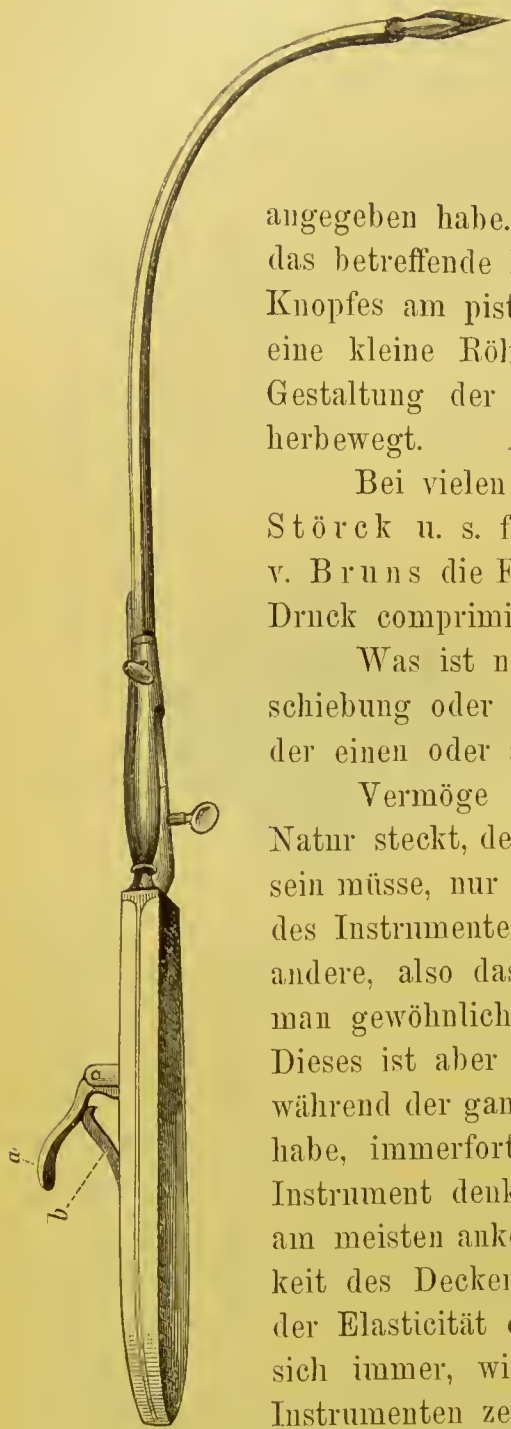 angegeben habe.
das betreffende
Knopfes am pist
eine kleine Röh
Gestaltung der
herbewegt.
Bei vielen
Störck u. s. f
v. Bruns die F
Druck comprimi
Was ist n
schiebung oder
der einen oder
Vermöge
Natur steckt, de
sein müsse, nur
des Instrumente
andere, also das
man gewöhnlich
Dieses ist aber
während der gan
habe, immerfort
Instrument denk
am meisten anke
keit des Decke
der Elasticität
sich immer, wi
Instrumenten ze
a
b